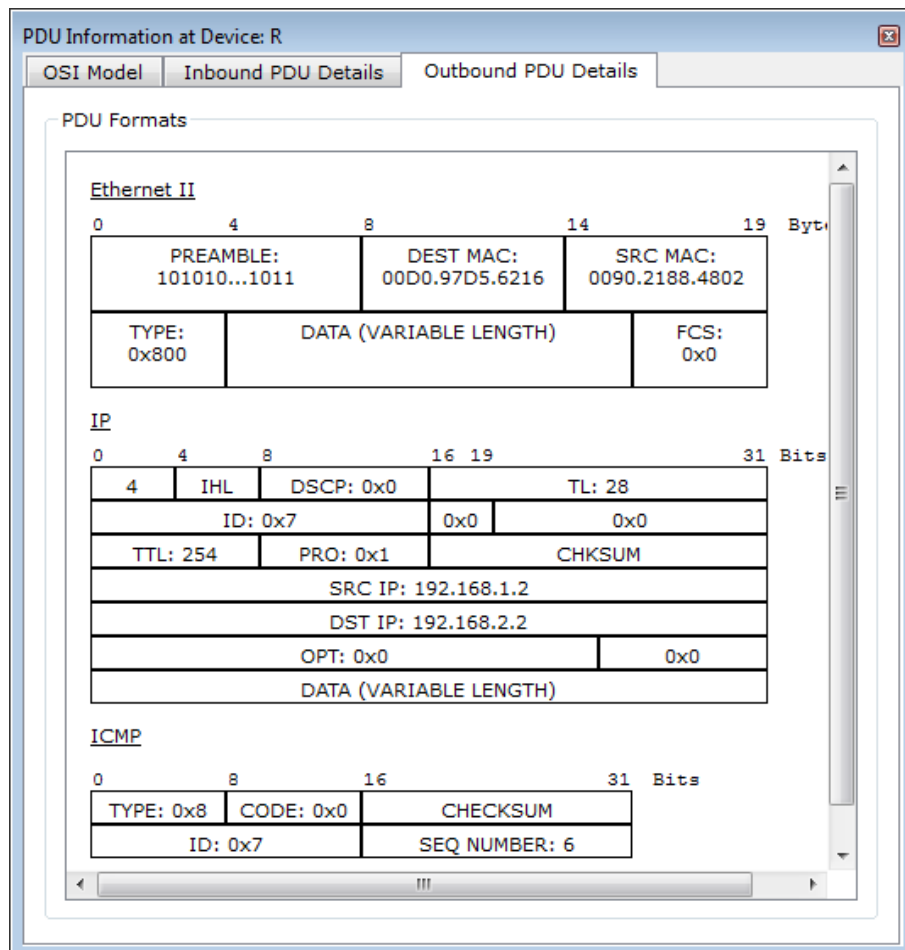 PDU Information at Device: R
OSI Model Inbound PDU Details Outbound PDU Details
PDU Formats
Ethernet II
0 4 8 14 19 Byte
PREAMBLE: DEST MAC: SRC MAC:
101010...1011 00D0.97D5.6216 0090.2188.4802
TYPE: DATA (VARIABLE LENGTH) FCS:
0x800 0x0
IP
0 4 8 16 19 31 Bits
4 IHL DSCP: 0x0 TL: 28
ID: 0x7 0x0 0x0
TTL: 254 PRO: 0x1 CHKSUM
SRC IP: 192.168.1.2
DST IP: 192.168.2.2
OPT: 0x0 0x0
DATA (VARIABLE LENGTH)
ICMP
0 8 16 31 Bits
TYPE: 0x8 CODE: 0x0 CHECKSUM
ID: 0x7 SEQ NUMBER: 6